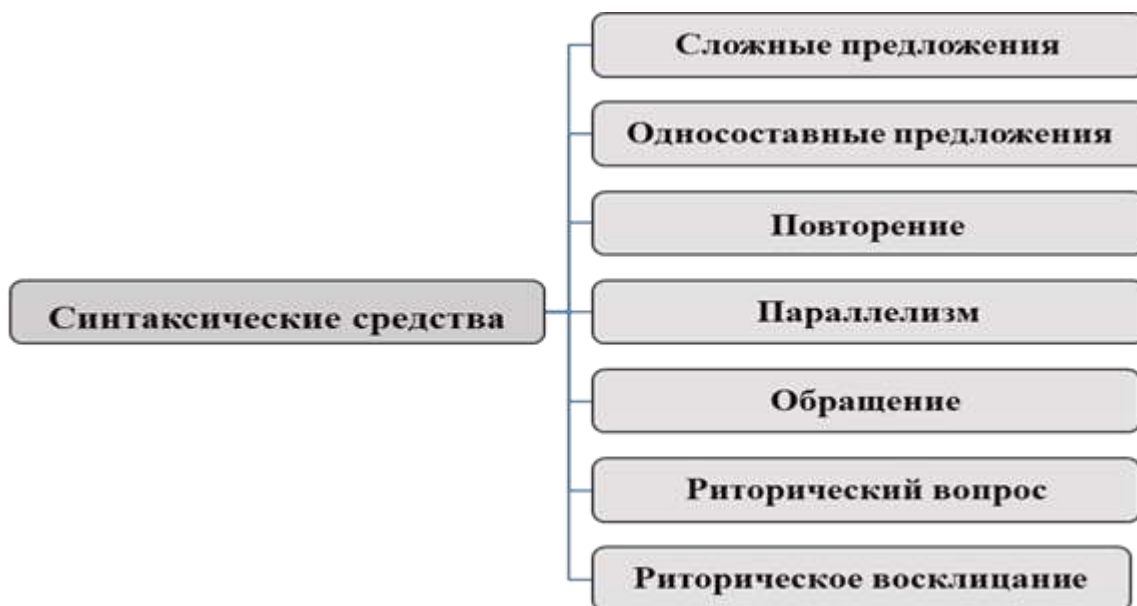 Сложные предложения
Односоставные предложения
Повторение
Синтаксические средства
Параллелизм
Обращение
Риторический вопрос
Риторическое восклицание